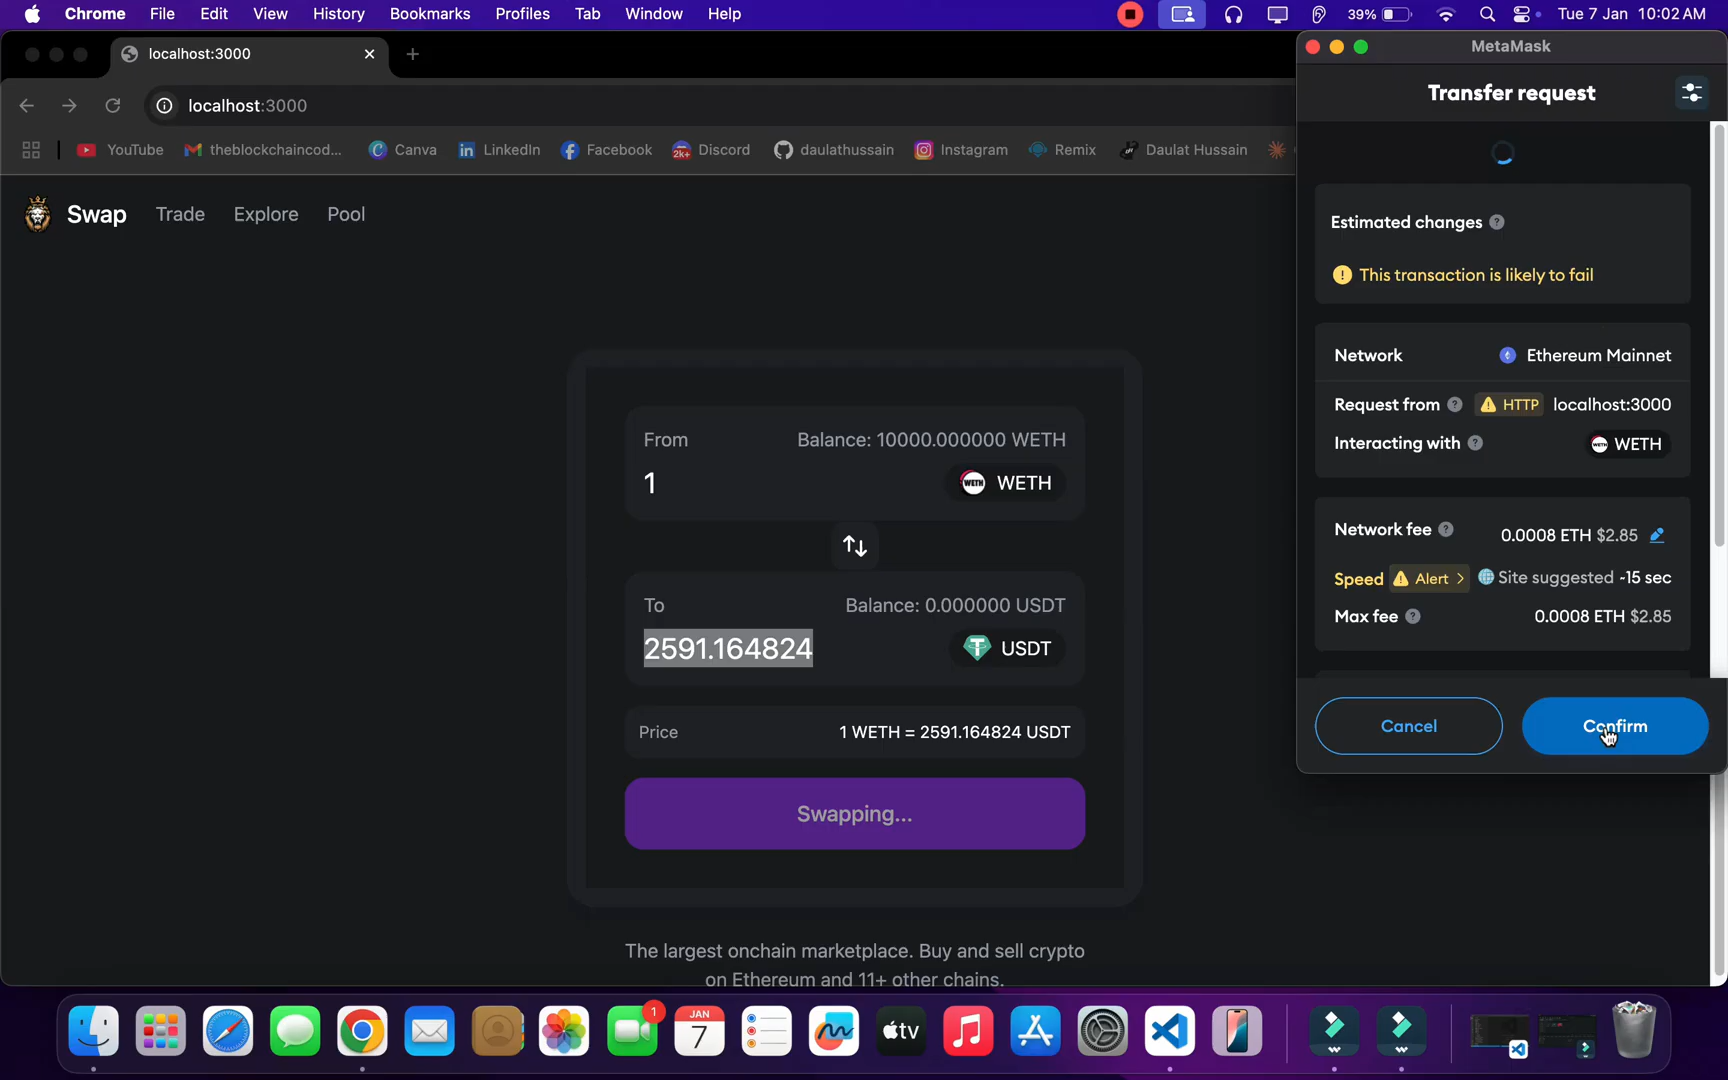 Chrome File Edit View History Bookmarks Profiles Tab Window Help 39% Tue 7 Jan 10:02 AM
localhost:3000
MetaMask
localhost:3000
YouTube theblockchaincod... Canva LinkedIn Facebook 2k+ Discord daulathussain Instagram Remix Daulat Hussain
Swap Trade Explore Pool
From Balance: 10000.000000 WETH
1 WETH WETH
To Balance: 0.000000 USDT
2591.164824 USDT
Price 1 WETH = 2591.164824 USDT
Swapping...
The largest onchain marketplace. Buy and sell crypto
on Ethereum and 11+ other chains.
Transfer request
Estimated changes ?
! This transaction is likely to fail
Network Ethereum Mainnet
Request from ? HTTP localhost:3000
Interacting with ? WETH
Network fee ? 0.0008 ETH $2.85
Speed Alert > Site suggested ~15 sec
Max fee ? 0.0008 ETH $2.85
Cancel Confirm
1 JAN 7 tv